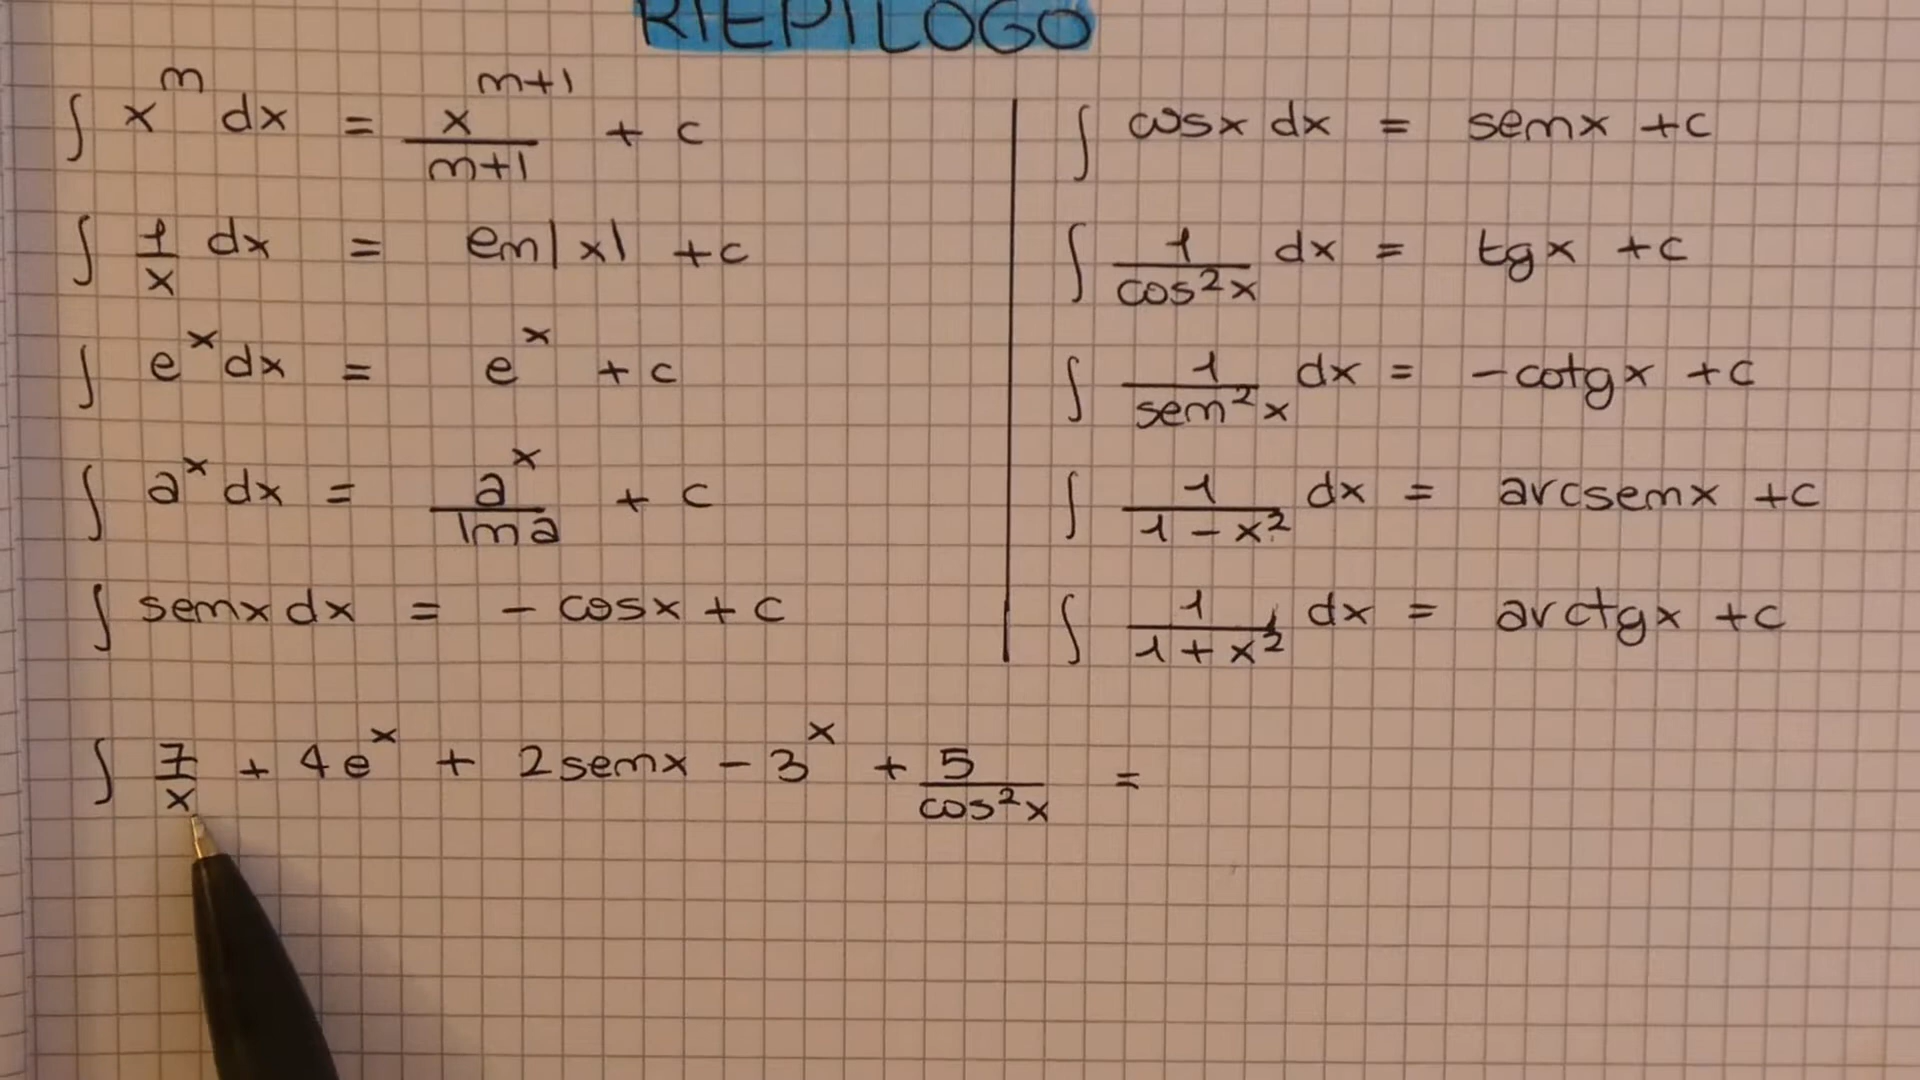 RIEPILOGO
∫ x^n dx = x^(n+1)/(n+1) + c
∫ 1/x dx = ln|x| + c
∫ e^x dx = e^x + c
∫ a^x dx = a^x/ln a + c
∫ senx dx = - cosx + c
∫ cosx dx = senx + c
∫ 1/cos²x dx = tgx + c
∫ 1/sen²x dx = -cotgx + c
∫ 1/(1-x²) dx = arcsenx + c
∫ 1/(1+x²) dx = arctgx + c
∫ 7/x + 4e^x + 2senx - 3^x + 5/cos²x =